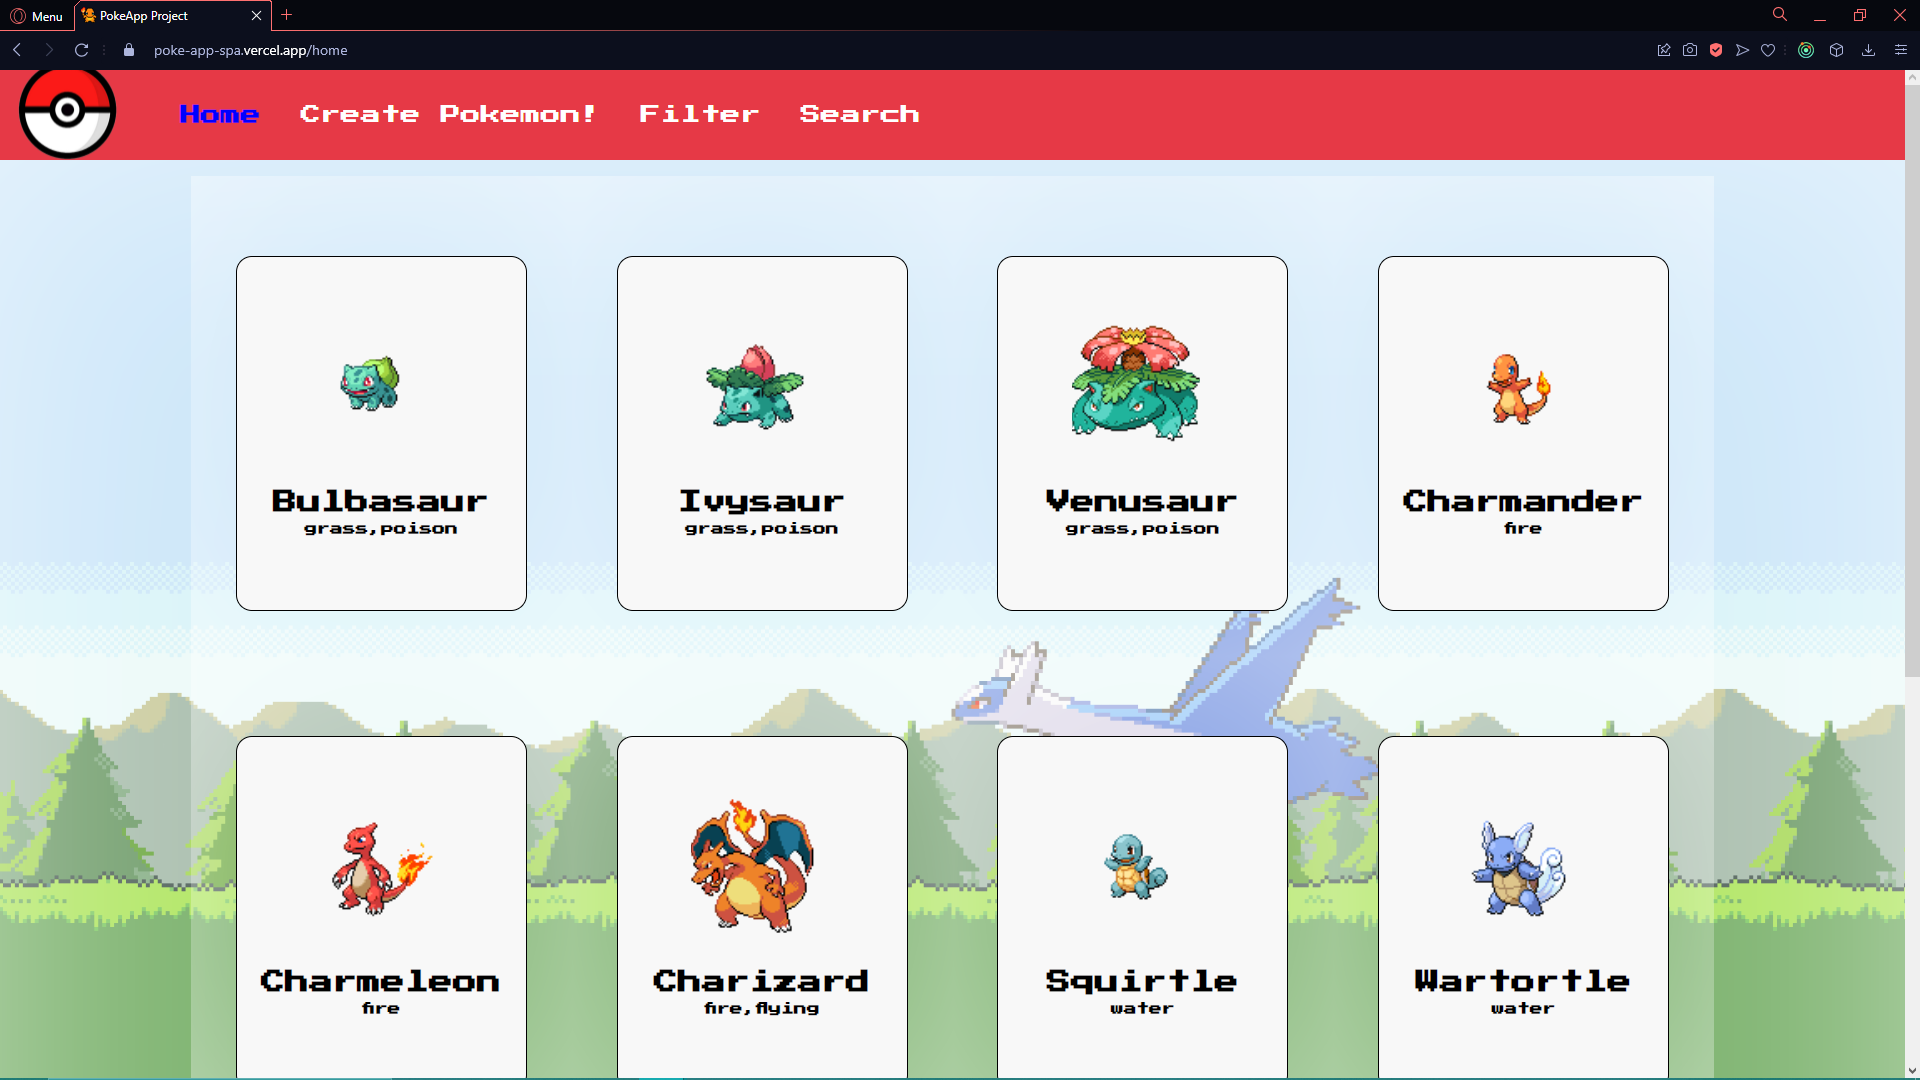 Menu
PokeApp Project
poke-app-spa.vercel.app/home
Home Create Pokemon! Filter Search
Bulbasaur
grass,poison
Ivysaur
grass,poison
Venusaur
grass,poison
Charmander
fire
Charmeleon
fire
Charizard
fire,flying
Squirtle
water
Wartortle
water